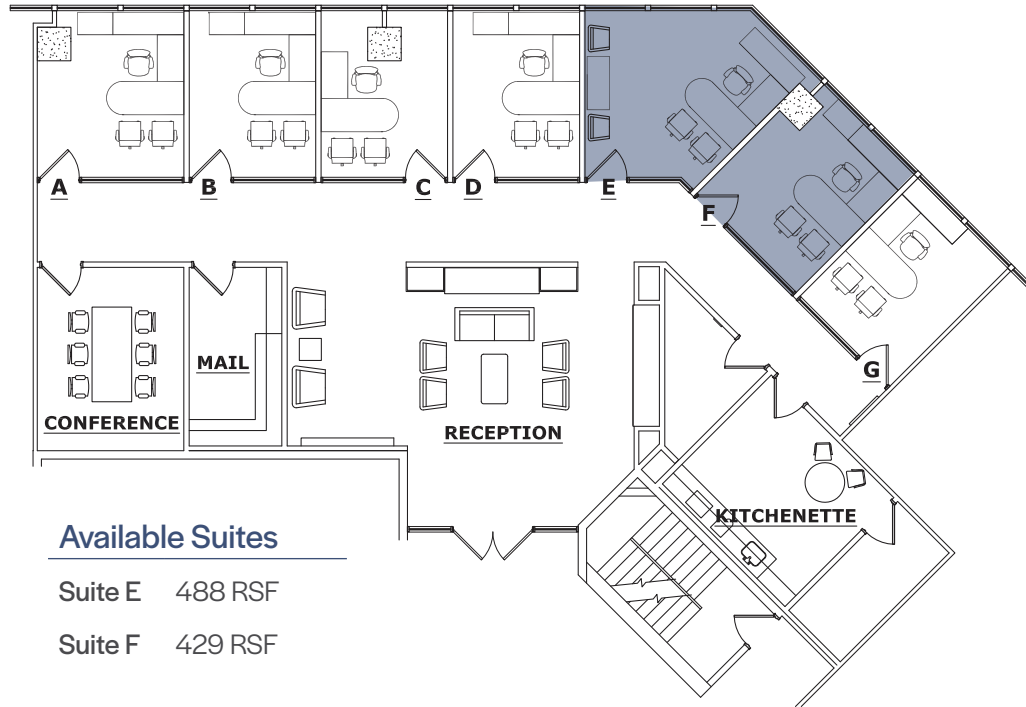 A
B
C
D
E
F
G
MAIL
CONFERENCE
RECEPTION
KITCHENETTE
Available Suites
Suite E 488 RSF
Suite F 429 RSF